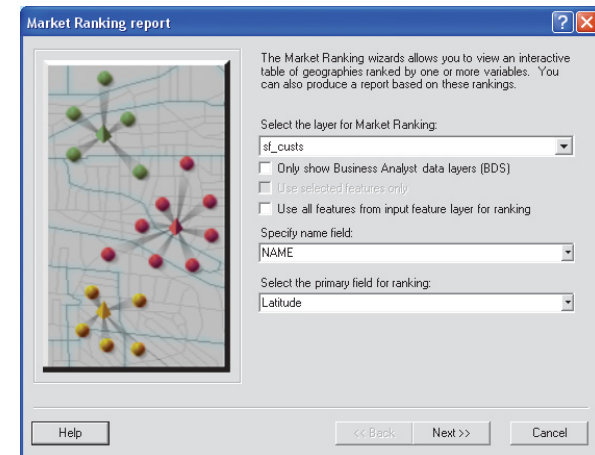 Market Ranking report
The Market Ranking wizards allows you to view an interactive
table of geographies ranked by one or more variables. You
can also produce a report based on these rankings.
Select the layer for Market Ranking:
sf_custs
Only show Business Analyst data layers (BDS)
Use selected features only
Use all features from input feature layer for ranking
Specify name field:
NAME
Select the primary field for ranking:
Latitude
Help
<< Back
Next >>
Cancel